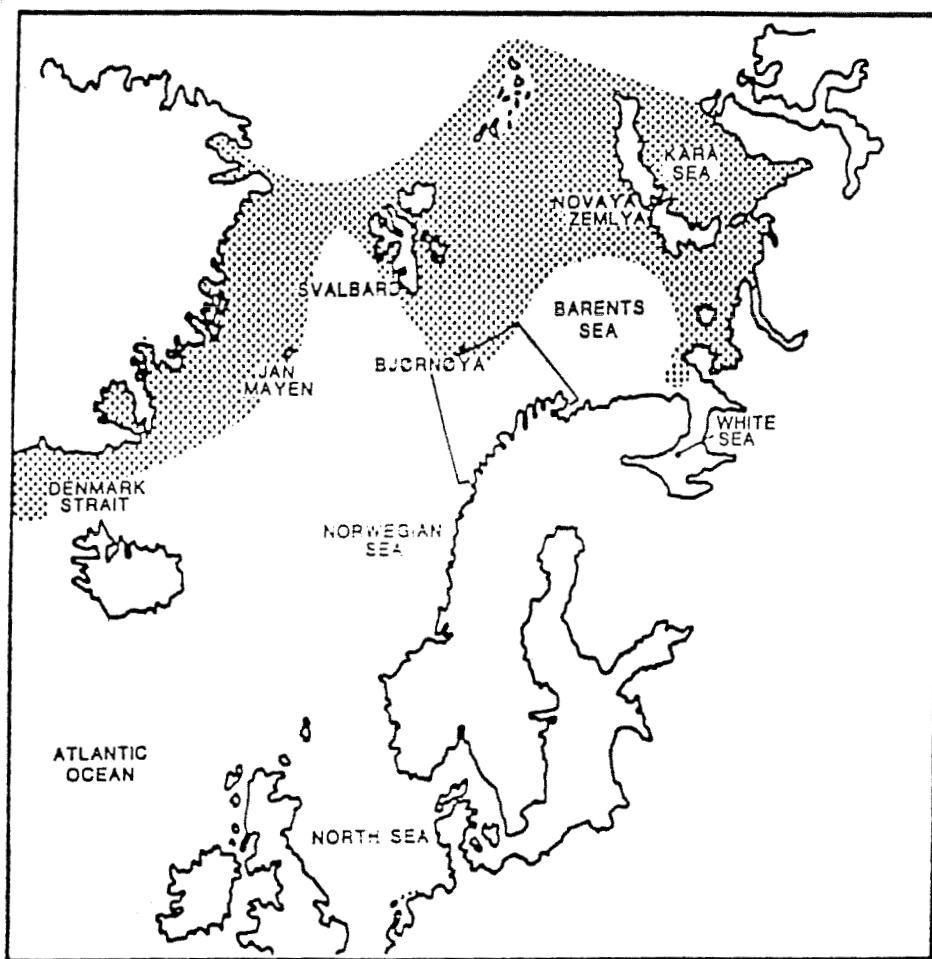 KARA
SEA
NOVAYA
ZEMLYA
SVALBARD
BARENTS
SEA
JAN
MAYEN
BJØRNØYA
WHITE
SEA
DENMARK
STRAIT
NORWEGIAN
SEA
ATLANTIC
OCEAN
NORTH SEA